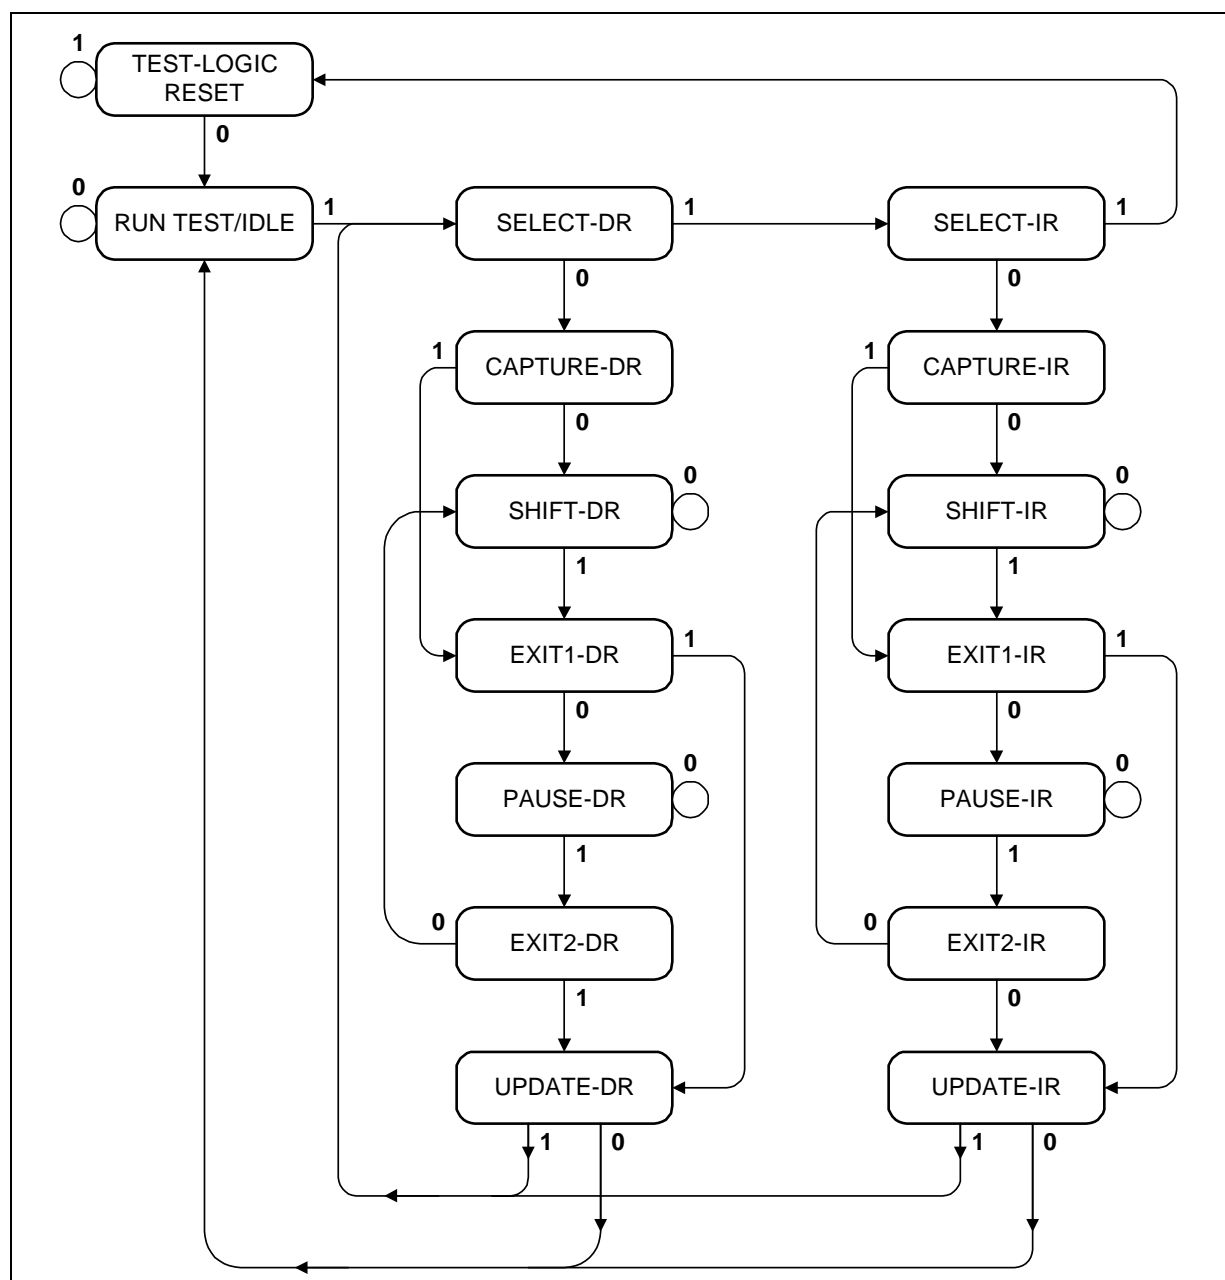 1
TEST-LOGIC
RESET
0
0
RUN TEST/IDLE
1
SELECT-DR
1
SELECT-IR
1
0
0
1
CAPTURE-DR
1
CAPTURE-IR
0
0
SHIFT-DR
0
SHIFT-IR
0
1
1
EXIT1-DR
1
EXIT1-IR
1
0
0
PAUSE-DR
0
PAUSE-IR
0
1
1
0
EXIT2-DR
0
EXIT2-IR
1
0
UPDATE-DR
UPDATE-IR
1
0
1
0